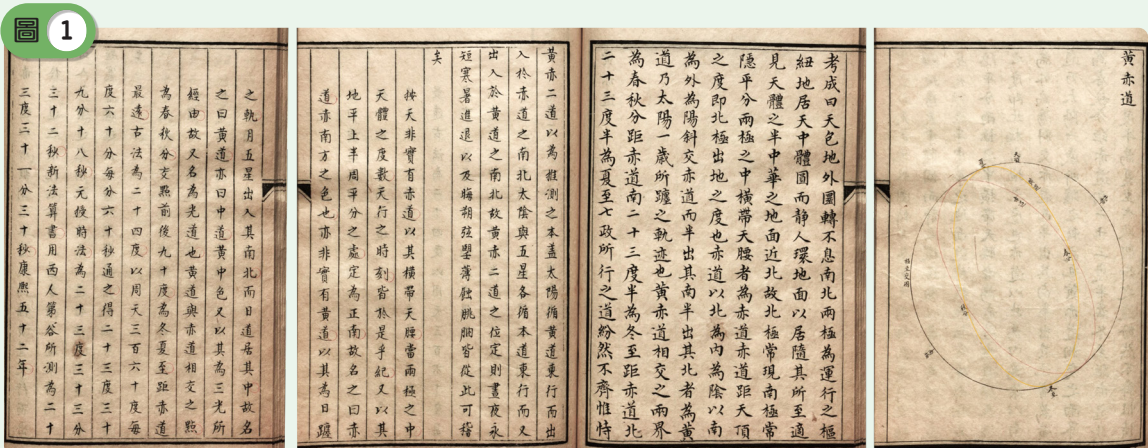 圖 1
黃赤道
考成曰天包地外圜轉不息南北兩極為運行之樞
紐地居天中體圜而靜人環地面以居隨其所至適
見天體之半中華之地面近北故北極常現南極常
隱平分兩極之中橫帶天腰者為赤道赤道距天頂
之度即北極出地之度也赤道以北為內為陰以南
為外為陽斜交赤道而半出其南半出其北者為黃
道乃太陽一歲所躔之軌迹也黃赤道相交之兩界
為春秋分距赤道南二十三度半為冬至距赤道北
二十三度半為夏至七政所行之道紛然不齊惟恃
黃赤二道以為推測之本蓋太陽循黃道東行而出
入於赤道之南北太陰與五星各循本道東行而又
出入於黃道之南北故黃赤二道之位定則晝夜永
短寒暑進退以及晦朔弦望薄蝕朓朒皆從此可稽
矣
按天非實有赤道以其橫帶天腰當兩極之中
天體之度數天行之時刻皆於是乎紀又以其
地平上半周平分之處定為正南故名之曰赤
道赤南方之色也亦非實有黃道以其為日躔
之軌月五星出入其南北而日道居其中故名
之曰黃道亦曰中道黃中色又以其為三光所
經由故又名為光道也黃道與赤道相交之點
為春秋分交點前後九十度為冬夏至距赤道
最遠古法為二十四度以周天三百六十度每
度六十分每分六十秒通之得二十三度三十
九分十八秒元授時法為二十三度三十三分
三十二秒新法算書用西人第谷所測為二十
三度三十一分三十秒康熙五十二年